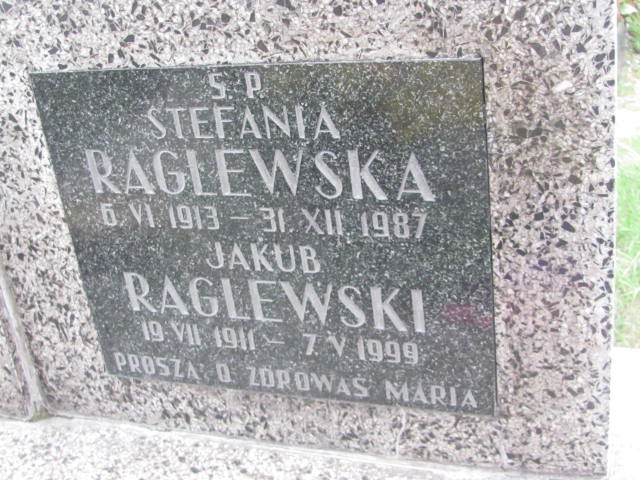 Ś P
STEFANIA
RAGLEWSKA
6 VI 1913 – 31. XII 1987
JAKUB
RAGLEWSKI
19 VII 1911 – 7. V 1999
PROSZĄ O ZDROWAŚ MARIA